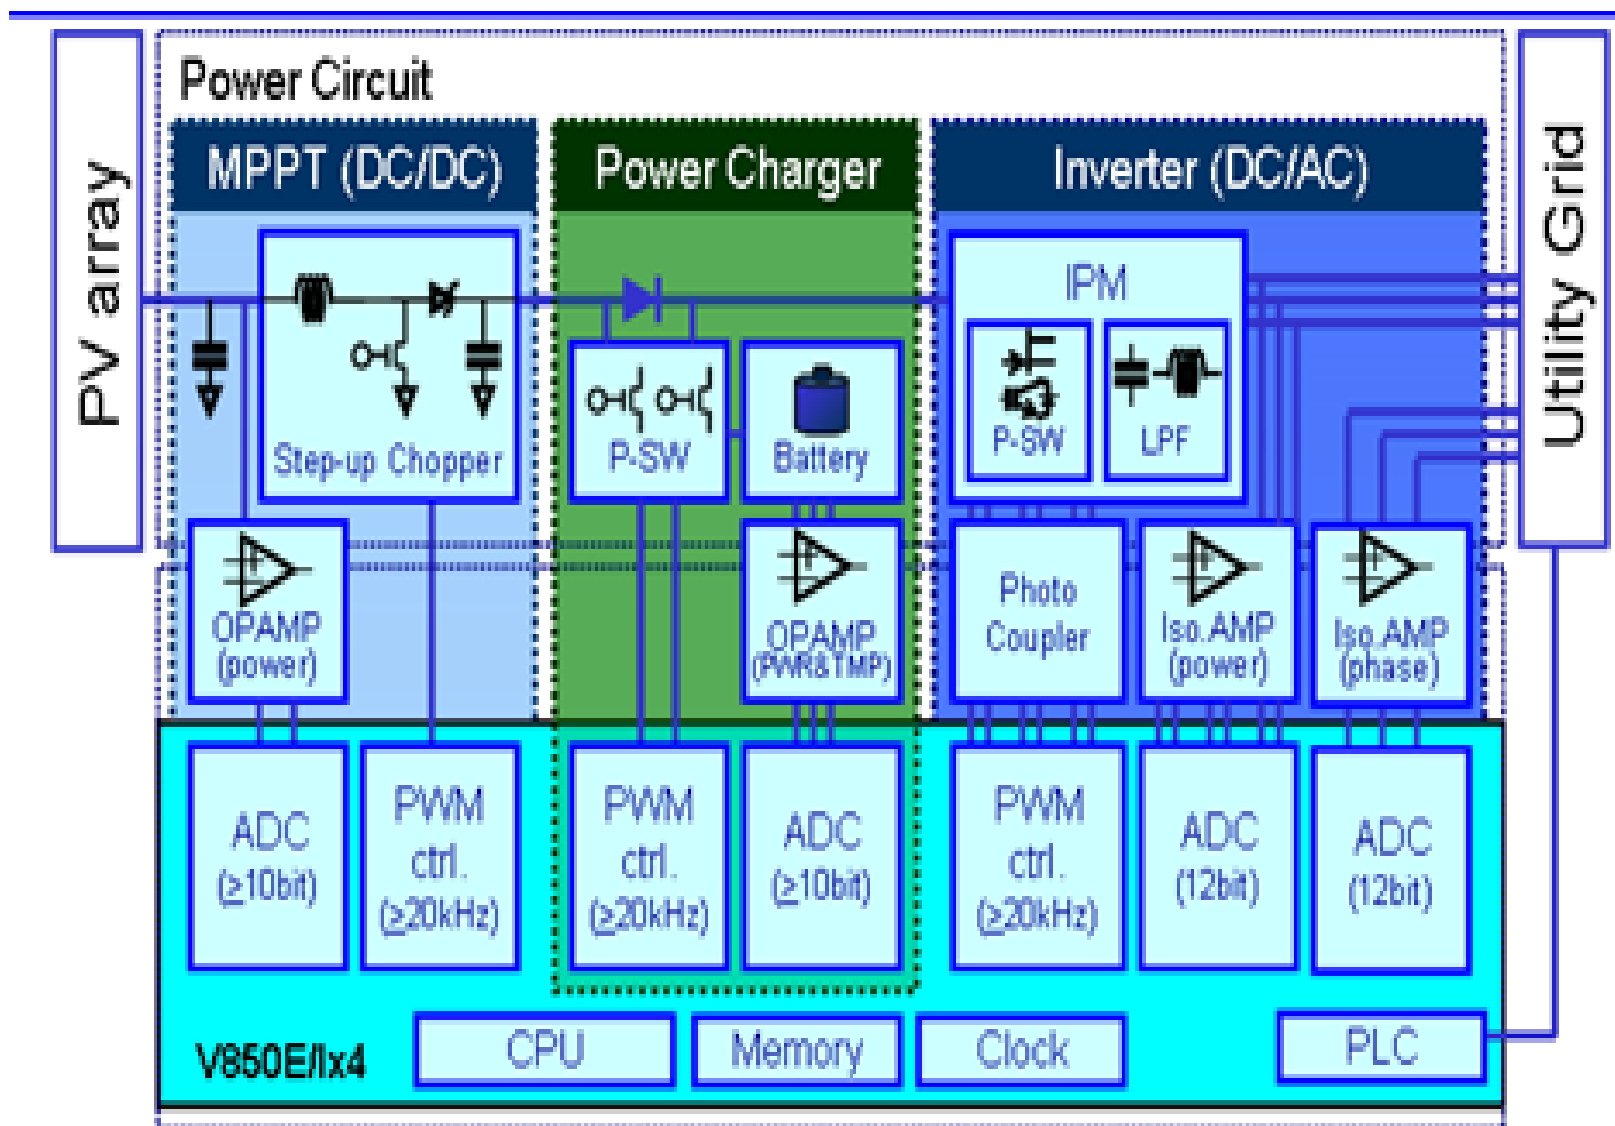 Power Circuit
PV array
MPPT (DC/DC)
Power Charger
Inverter (DC/AC)
Utility Grid
IPM
Step-up Chopper
P-SW
Battery
P-SW
LPF
OPAMP
(power)
OPAMP
(PWR&TMP)
Photo
Coupler
Iso.AMP
(power)
Iso.AMP
(phase)
ADC
(≥10bit)
PWM
ctrl.
(≥20kHz)
PWM
ctrl.
(≥20kHz)
ADC
(≥10bit)
PWM
ctrl.
(≥20kHz)
ADC
(12bit)
ADC
(12bit)
V850E/Ix4
CPU
Memory
Clock
PLC